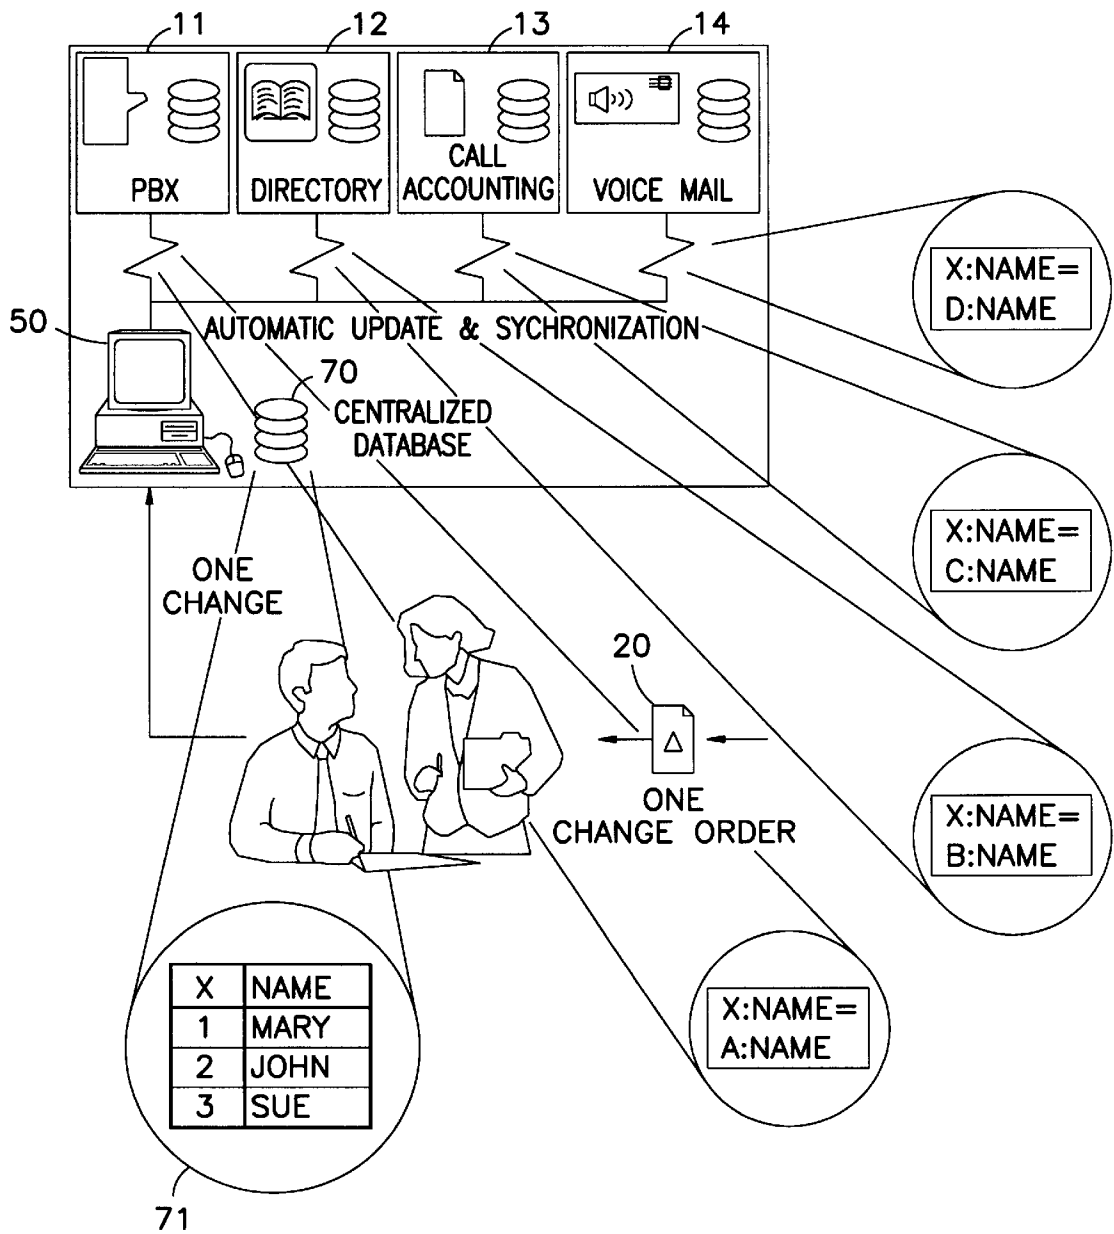 11
12
13
14
PBX
DIRECTORY
CALL
ACCOUNTING
VOICE MAIL
X:NAME=
D:NAME
50
AUTOMATIC UPDATE & SYCHRONIZATION
70
CENTRALIZED
DATABASE
X:NAME=
C:NAME
ONE
CHANGE
20
ONE
CHANGE ORDER
X:NAME=
B:NAME
X NAME
1 MARY
2 JOHN
3 SUE
X:NAME=
A:NAME
71